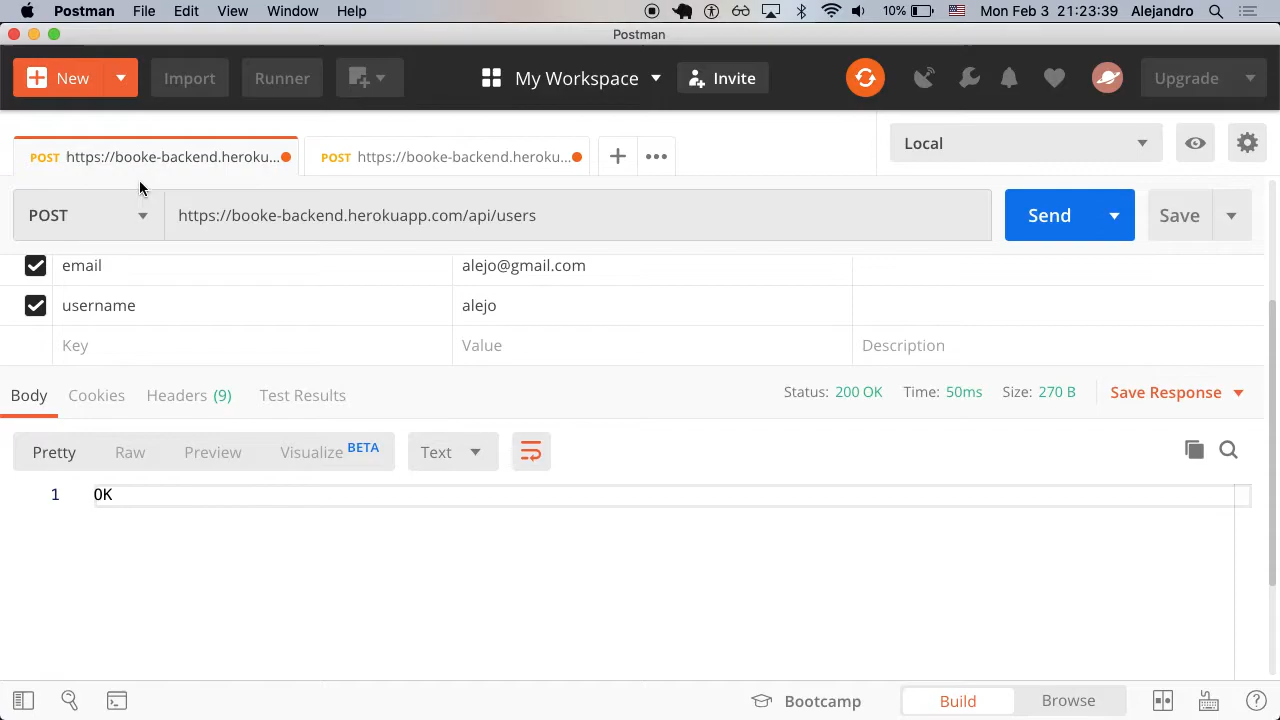 Postman File Edit View Window Help 10% Mon Feb 3 21:23:39 Alejandro
Postman
New Import Runner My Workspace Invite Upgrade
POST https://booke-backend.heroku... POST https://booke-backend.heroku... Local
POST https://booke-backend.herokuapp.com/api/users Send Save
email alejo@gmail.com
username alejo
Key Value Description
Body Cookies Headers (9) Test Results Status: 200 OK Time: 50ms Size: 270 B Save Response
Pretty Raw Preview Visualize BETA Text
1 OK
Bootcamp Build Browse